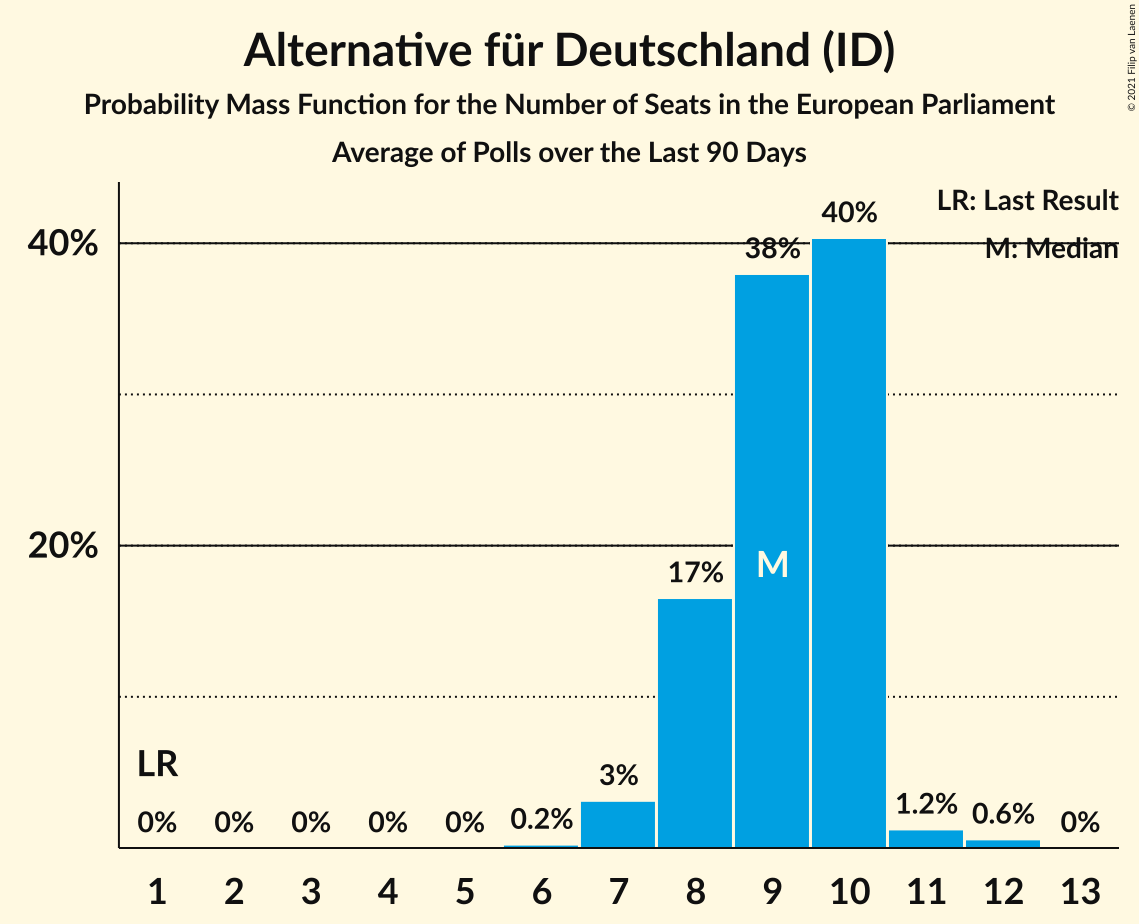 Alternative für Deutschland (ID)
Probability Mass Function for the Number of Seats in the European Parliament
Average of Polls over the Last 90 Days
© 2021 Filip van Laenen
LR: Last Result
M: Median
40%
20%
LR
0%
0%
0%
0%
0%
0.2%
3%
17%
38%
40%
1.2%
0.6%
0%
M
1 2 3 4 5 6 7 8 9 10 11 12 13